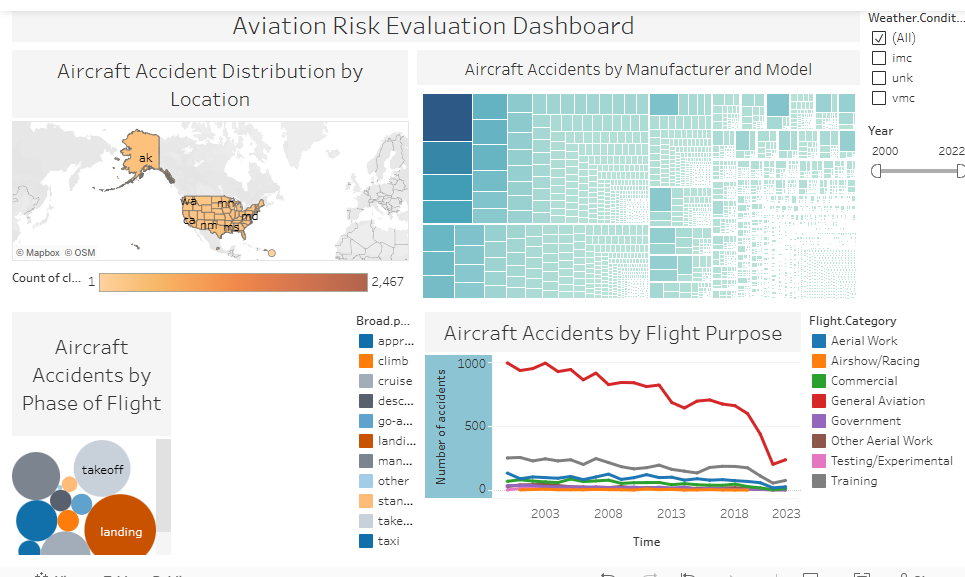 Aviation Risk Evaluation Dashboard
Weather.Condit...
(All)
imc
unk
vmc
Year
2000 2022
Aircraft Accident Distribution by
Location
ak
wa mn
ca nm ms md
© Mapbox © OSM
Count of cl... 1 2,467
Aircraft Accidents by Manufacturer and Model
Aircraft
Accidents by
Phase of Flight
takeoff
landing
Broad.p...
appr...
climb
cruise
desc...
go-a...
landi...
man...
other
stan...
take...
taxi
Aircraft Accidents by Flight Purpose
Number of accidents
1000
500
0
2003 2008 2013 2018 2023
Time
Flight.Category
Aerial Work
Airshow/Racing
Commercial
General Aviation
Government
Other Aerial Work
Testing/Experimental
Training